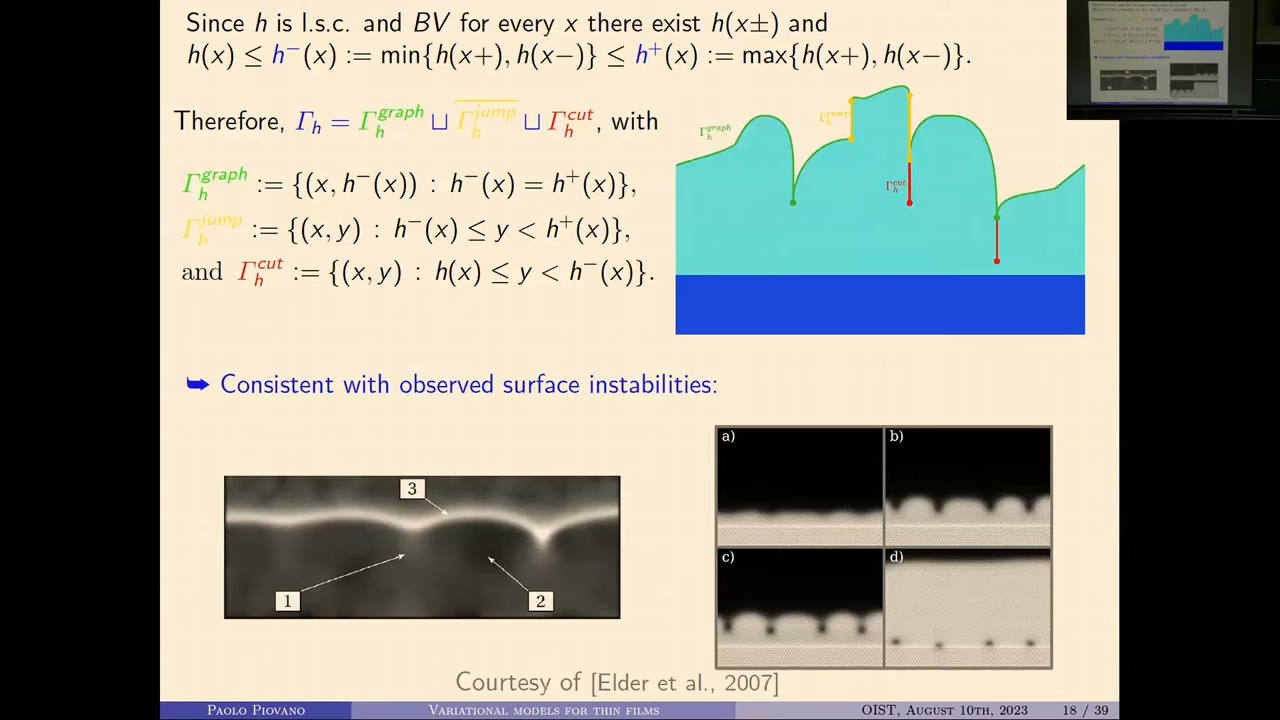 Since h is l.s.c. and BV for every x there exist h(x±) and
h(x) ≤ h⁻(x) := min{h(x+), h(x−)} ≤ h⁺(x) := max{h(x+), h(x−)}.
Therefore, Γ_h = Γ_h^{graph} ⊔ \overline{Γ_h^{jump}} ⊔ Γ_h^{cut}, with
Γ_h^{graph} := {(x, h⁻(x)) : h⁻(x) = h⁺(x)},
Γ_h^{jump} := {(x, y) : h⁻(x) ≤ y < h⁺(x)},
and Γ_h^{cut} := {(x, y) : h(x) ≤ y < h⁻(x)}.
Γ_h^{graph}
Γ_h^{jump}
Γ_h^{cut}
➥ Consistent with observed surface instabilities:
3
1
2
a)
b)
c)
d)
Courtesy of [Elder et al., 2007]
PAOLO PIOVANO
VARIATIONAL MODELS FOR THIN FILMS
OIST, AUGUST 10TH, 2023
18 / 39